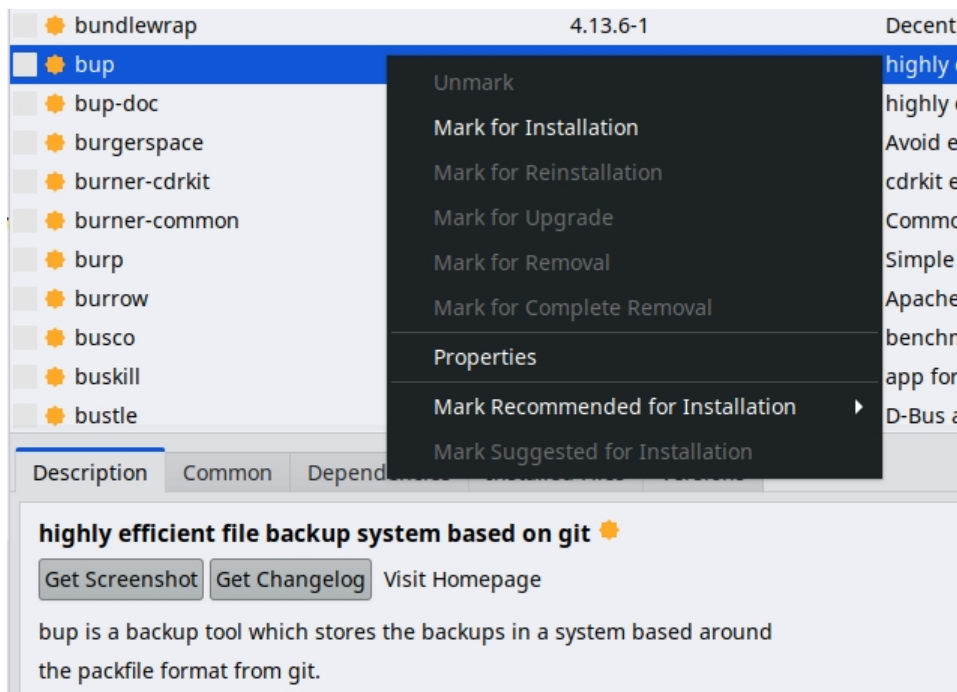 bundlewrap 4.13.6-1 Decent
bup highly
bup-doc highly
burgerspace Avoid e
burner-cdrkit cdrkit e
burner-common Commo
burp Simple
burrow Apache
busco benchm
buskill app for
bustle D-Bus a
Unmark
Mark for Installation
Mark for Reinstallation
Mark for Upgrade
Mark for Removal
Mark for Complete Removal
Properties
Mark Recommended for Installation
Mark Suggested for Installation
Description Common Dependencies Installed Files Versions
highly efficient file backup system based on git
Get Screenshot Get Changelog Visit Homepage
bup is a backup tool which stores the backups in a system based around
the packfile format from git.